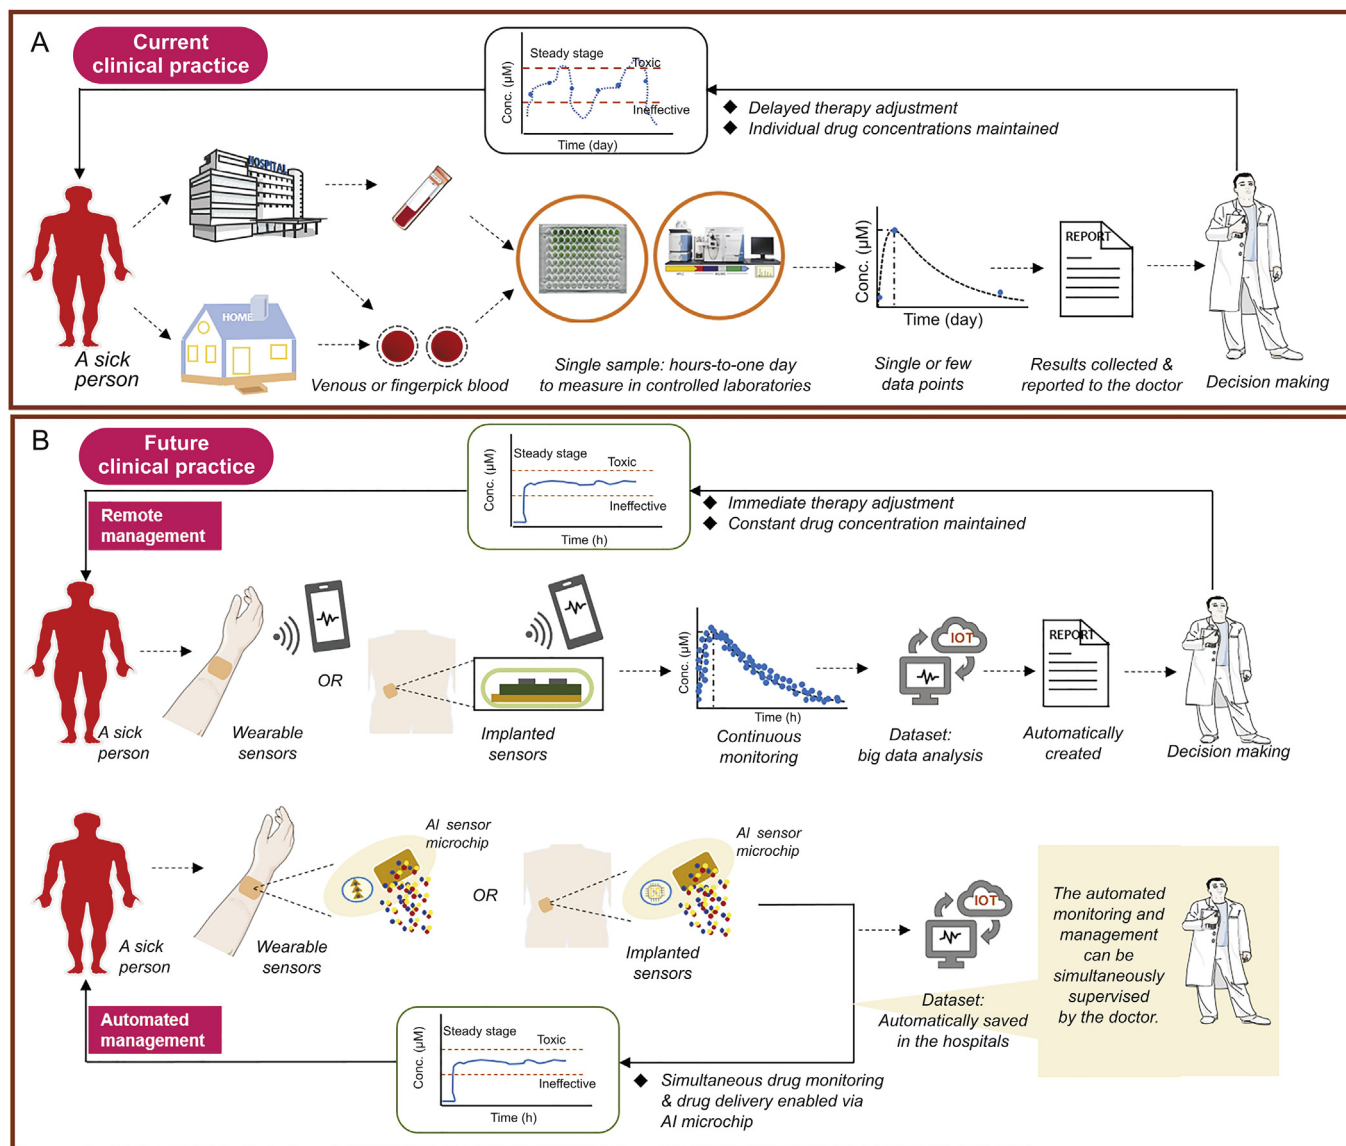 A
Current
clinical practice
Conc. (µM)
Steady stage
Toxic
Ineffective
Time (day)
◆ Delayed therapy adjustment
◆ Individual drug concentrations maintained
HOSPITAL
HOME
A sick
person
Venous or fingerpick blood
Single sample: hours-to-one day
to measure in controlled laboratories
Conc. (µM)
Time (day)
Single or few
data points
REPORT
Results collected &
reported to the doctor
Decision making
B
Future
clinical practice
Remote
management
Conc. (µM)
Steady stage
Toxic
Ineffective
Time (h)
◆ Immediate therapy adjustment
◆ Constant drug concentration maintained
A sick
person
Wearable
sensors
OR
Implanted
sensors
Conc. (µM)
Time (h)
Continuous
monitoring
IOT
Dataset:
big data analysis
REPORT
Automatically
created
Decision making
A sick
person
Wearable
sensors
AI sensor
microchip
OR
AI sensor
microchip
Implanted
sensors
IOT
Dataset:
Automatically saved
in the hospitals
The automated
monitoring and
management
can be
simultaneously
supervised
by the doctor.
Automated
management
Conc. (µM)
Steady stage
Toxic
Ineffective
Time (h)
◆ Simultaneous drug monitoring
& drug delivery enabled via
AI microchip